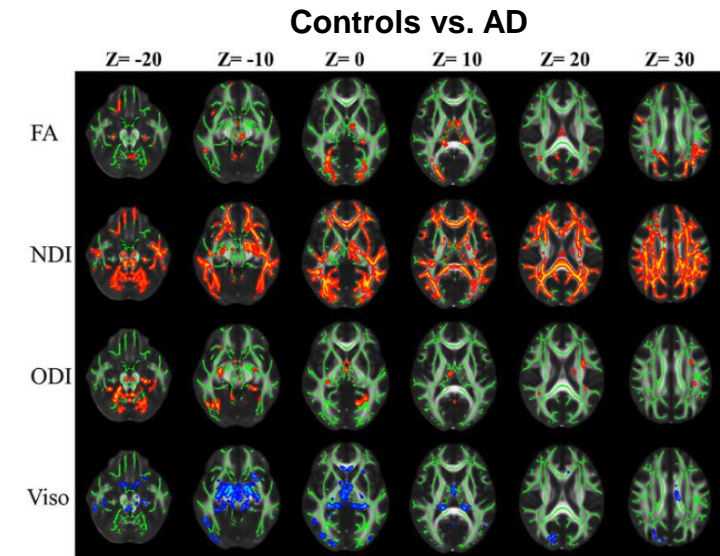 Controls vs. AD
Z= -20 Z= -10 Z= 0 Z= 10 Z= 20 Z= 30
FA
NDI
ODI
Viso